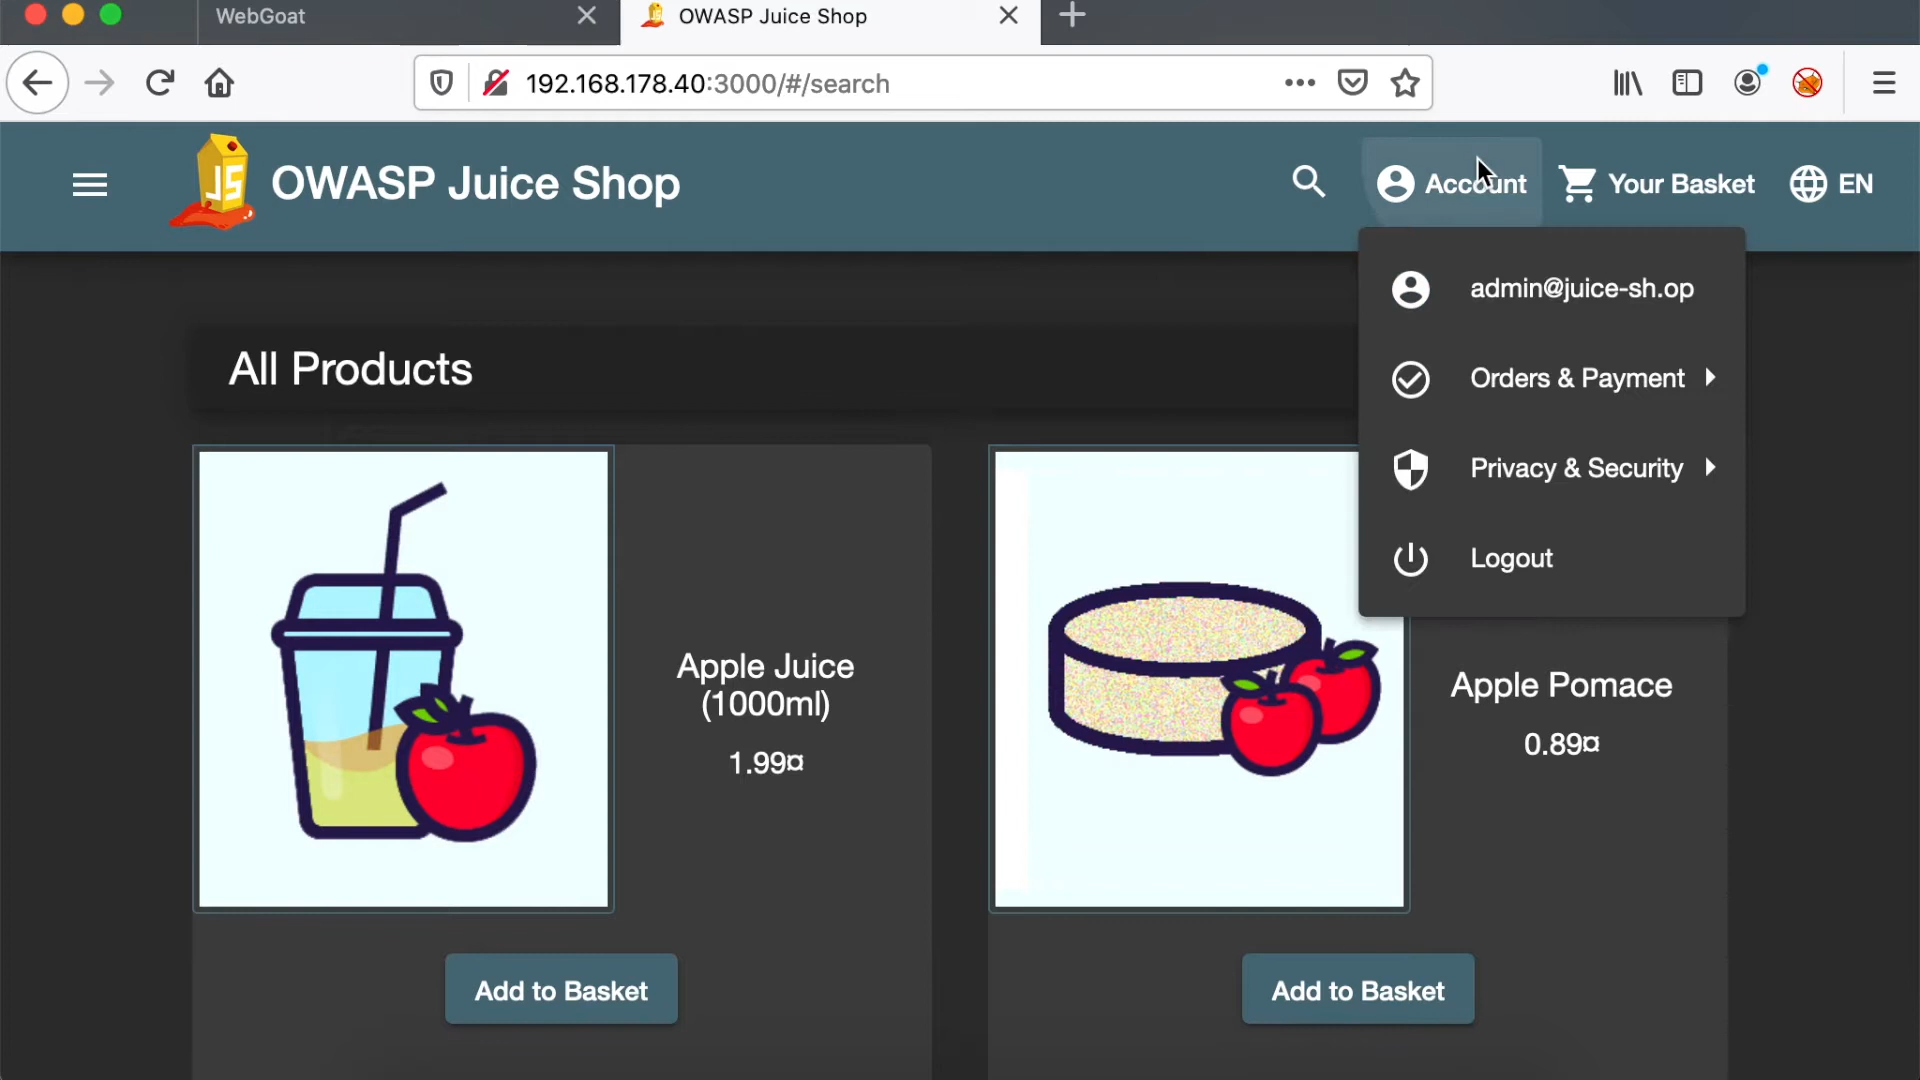 WebGoat
OWASP Juice Shop
192.168.178.40:3000/#/search
JS
OWASP Juice Shop
Account
Your Basket
EN
admin@juice-sh.op
Orders & Payment
Privacy & Security
Logout
All Products
Apple Juice
(1000ml)
1.99¤
Apple Pomace
0.89¤
Add to Basket
Add to Basket